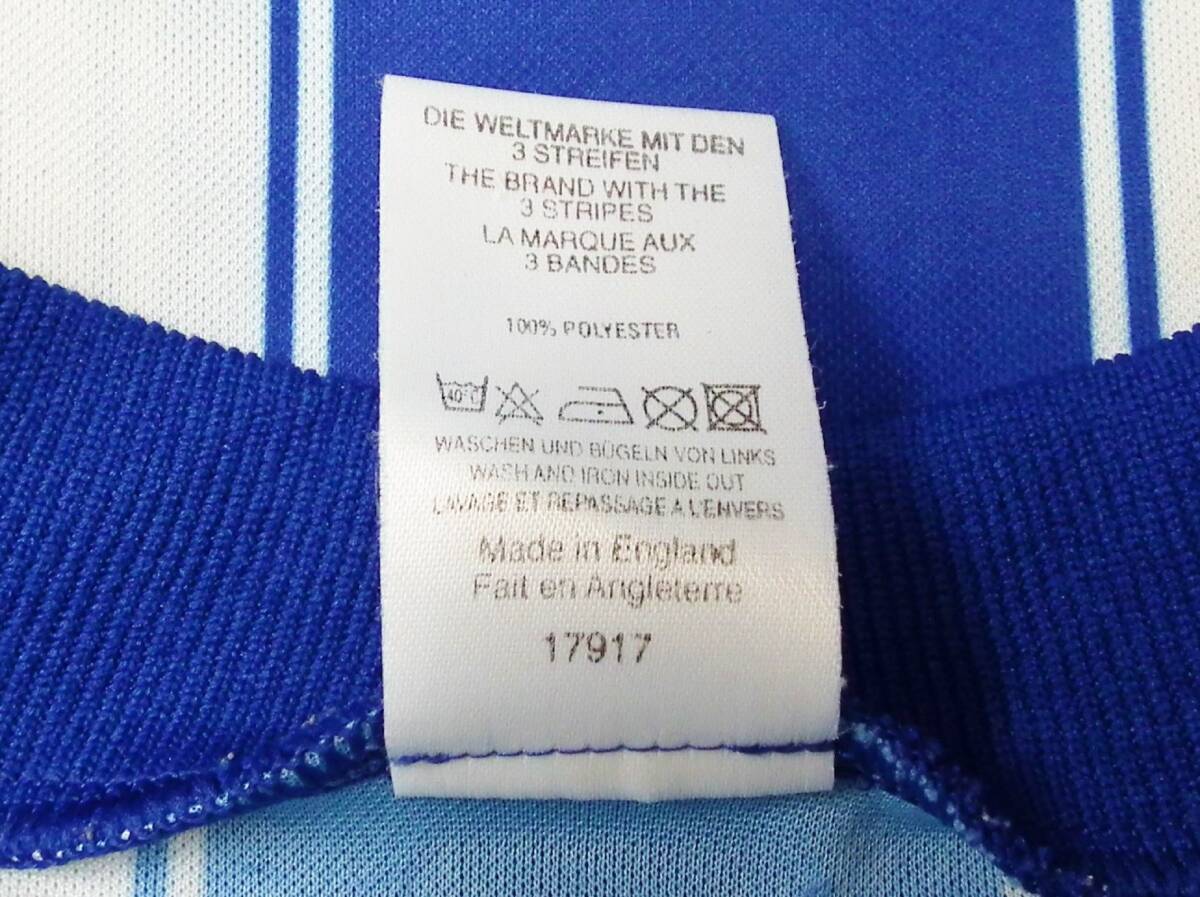 DIE WELTMARKE MIT DEN
3 STREIFEN
THE BRAND WITH THE
3 STRIPES
LA MARQUE AUX
3 BANDES
100% POLYESTER
40°C
WASCHEN UND BÜGELN VON LINKS
WASH AND IRON INSIDE OUT
LAVAGE ET REPASSAGE A L'ENVERS
Made in England
Fait en Angleterre
17917